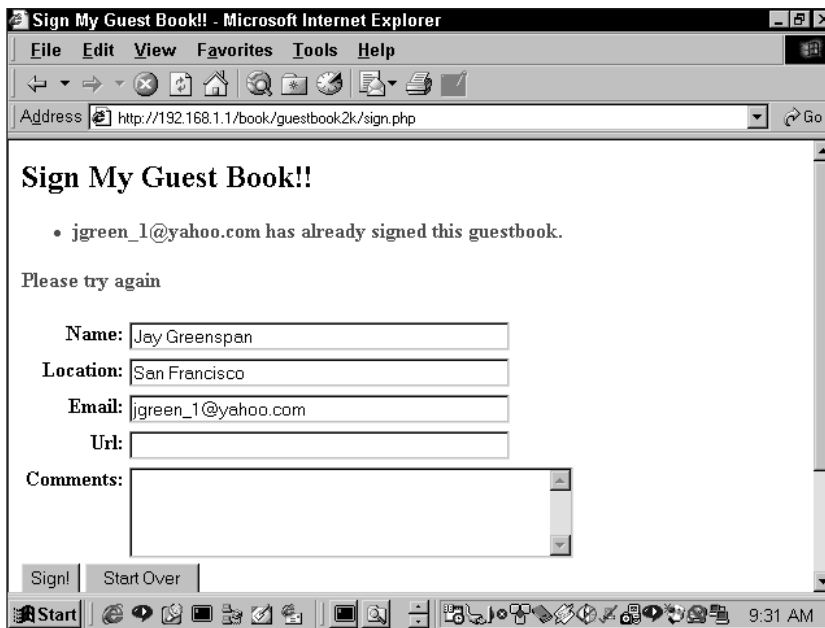 Sign My Guest Book!! - Microsoft Internet Explorer
File Edit View Favorites Tools Help
Address http://192.168.1.1/book/guestbook2k/sign.php Go
Sign My Guest Book!!
• jgreen_1@yahoo.com has already signed this guestbook.
Please try again
Name: Jay Greenspan
Location: San Francisco
Email: jgreen_1@yahoo.com
Url:
Comments:
Sign! Start Over
Start 9:31 AM